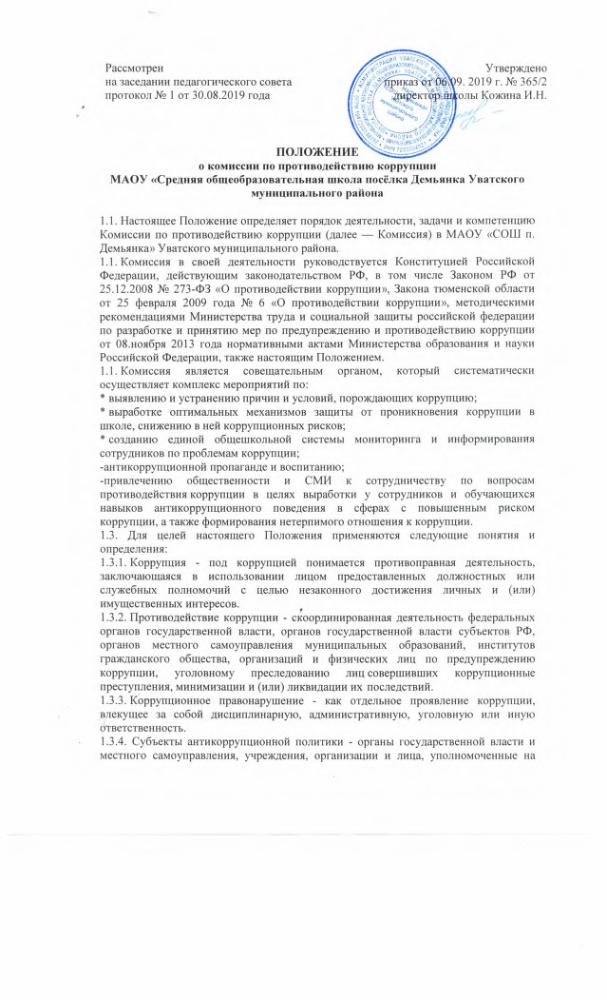 Рассмотрен
на заседании педагогического совета
протокол № 1 от 30.08.2019 года
Утверждено
приказ от 06.09. 2019 г. № 365/2
директор школы Кожина И.Н.
ПОЛОЖЕНИЕ
о комиссии по противодействию коррупции
МАОУ «Средняя общеобразовательная школа посёлка Демьянка Уватского
муниципального района
1.1. Настоящее Положение определяет порядок деятельности, задачи и компетенцию
Комиссии по противодействию коррупции (далее — Комиссия) в МАОУ «СОШ п.
Демьянка» Уватского муниципального района.
1.1. Комиссия в своей деятельности руководствуется Конституцией Российской
Федерации, действующим законодательством РФ, в том числе Законом РФ от
25.12.2008 № 273-ФЗ «О противодействии коррупции», Закона тюменской области
от 25 февраля 2009 года № 6 «О противодействии коррупции», методическими
рекомендациями Министерства труда и социальной защиты российской федерации
по разработке и принятию мер по предупреждению и противодействию коррупции
от 08.ноября 2013 года нормативными актами Министерства образования и науки
Российской Федерации, также настоящим Положением.
1.1. Комиссия является совещательным органом, который систематически
осуществляет комплекс мероприятий по:
* выявлению и устранению причин и условий, порождающих коррупцию;
* выработке оптимальных механизмов защиты от проникновения коррупции в
школе, снижению в ней коррупционных рисков;
* созданию единой общешкольной системы мониторинга и информирования
сотрудников по проблемам коррупции;
-антикоррупционной пропаганде и воспитанию;
-привлечению общественности и СМИ к сотрудничеству по вопросам
противодействия коррупции в целях выработки у сотрудников и обучающихся
навыков антикоррупционного поведения в сферах с повышенным риском
коррупции, а также формирования нетерпимого отношения к коррупции.
1.3. Для целей настоящего Положения применяются следующие понятия и
определения:
1.3.1. Коррупция - под коррупцией понимается противоправная деятельность,
заключающаяся в использовании лицом предоставленных должностных или
служебных полномочий с целью незаконного достижения личных и (или)
имущественных интересов.
1.3.2. Противодействие коррупции - скоординированная деятельность федеральных
органов государственной власти, органов государственной власти субъектов РФ,
органов местного самоуправления муниципальных образований, институтов
гражданского общества, организаций и физических лиц по предупреждению
коррупции, уголовному преследованию лиц совершивших коррупционные
преступления, минимизации и (или) ликвидации их последствий.
1.3.3. Коррупционное правонарушение - как отдельное проявление коррупции,
влекущее за собой дисциплинарную, административную, уголовную или иную
ответственность.
1.3.4. Субъекты антикоррупционной политики - органы государственной власти и
местного самоуправления, учреждения, организации и лица, уполномоченные на